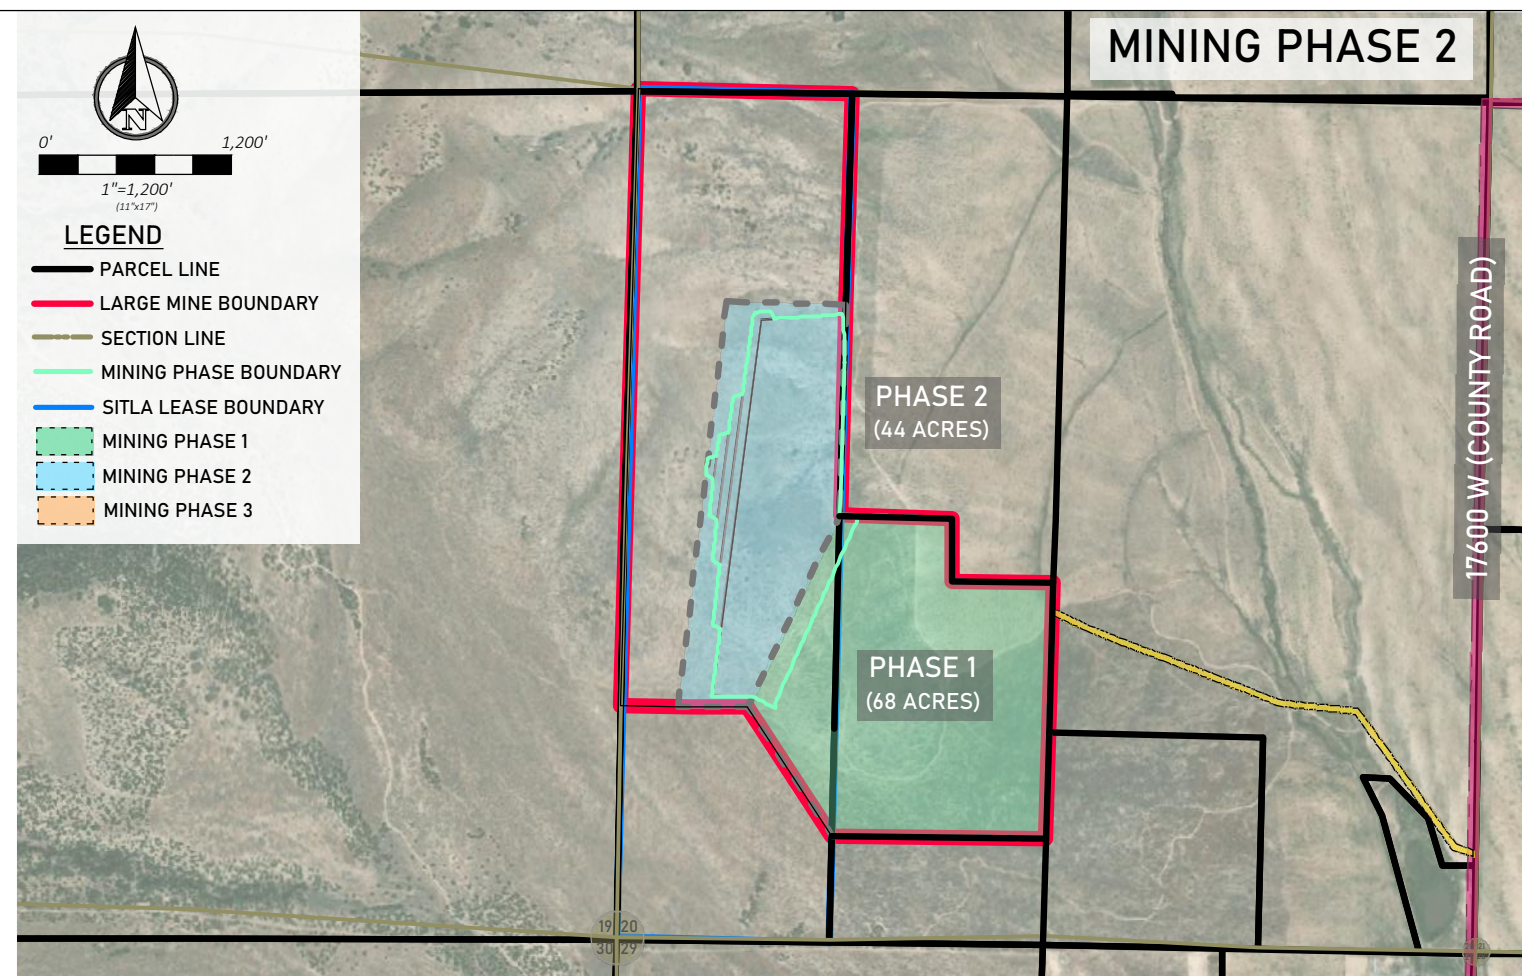 MINING PHASE 2
N
0' 1,200'
1"=1,200'
(11"x17")
LEGEND
PARCEL LINE
LARGE MINE BOUNDARY
SECTION LINE
MINING PHASE BOUNDARY
SITLA LEASE BOUNDARY
MINING PHASE 1
MINING PHASE 2
MINING PHASE 3
PHASE 2
(44 ACRES)
PHASE 1
(68 ACRES)
17600 W (COUNTY ROAD)
19 20
30 29